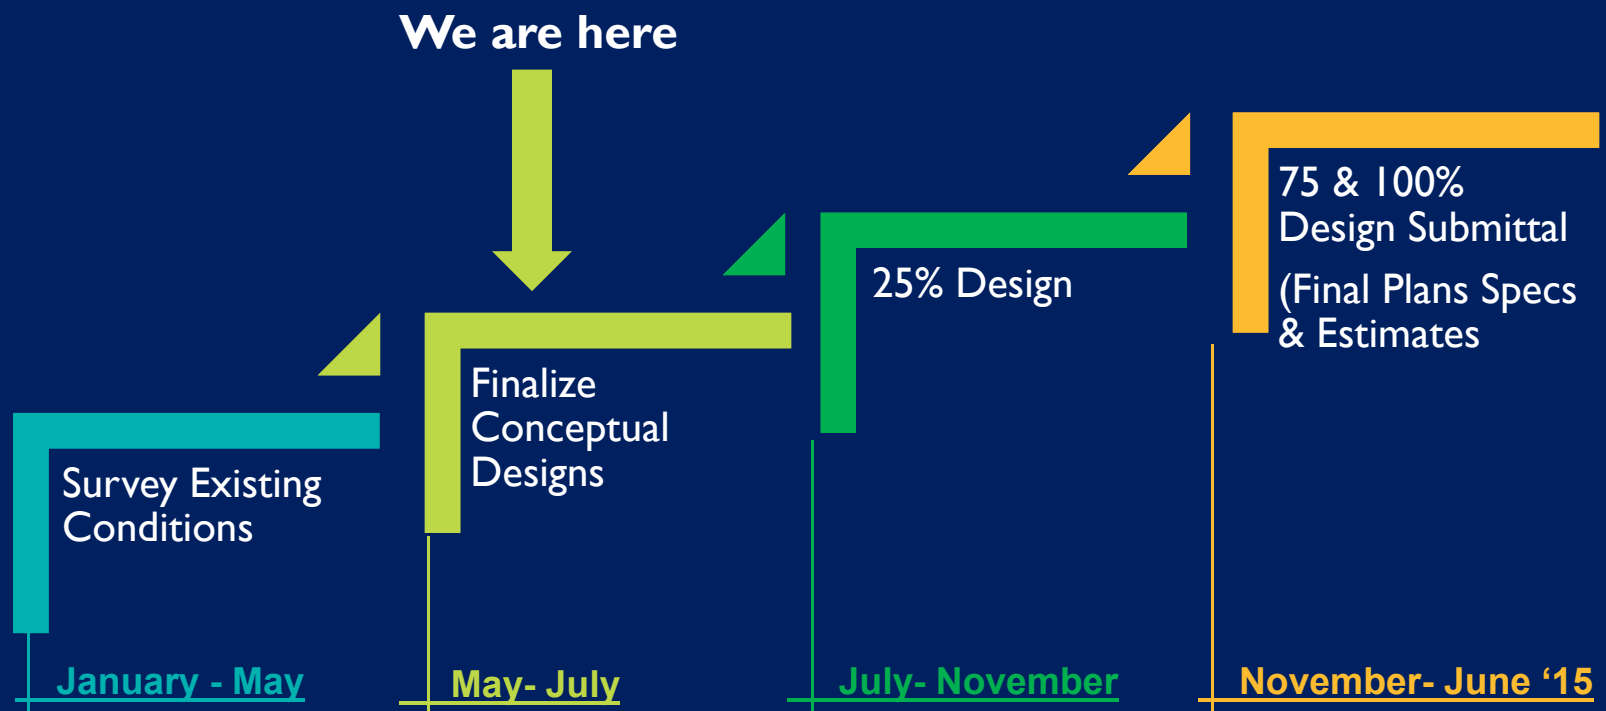 We are here
75 & 100%
Design Submittal
(Final Plans Specs
& Estimates
25% Design
Finalize
Conceptual
Designs
Survey Existing
Conditions
January - May
May- July
July- November
November- June ‘15